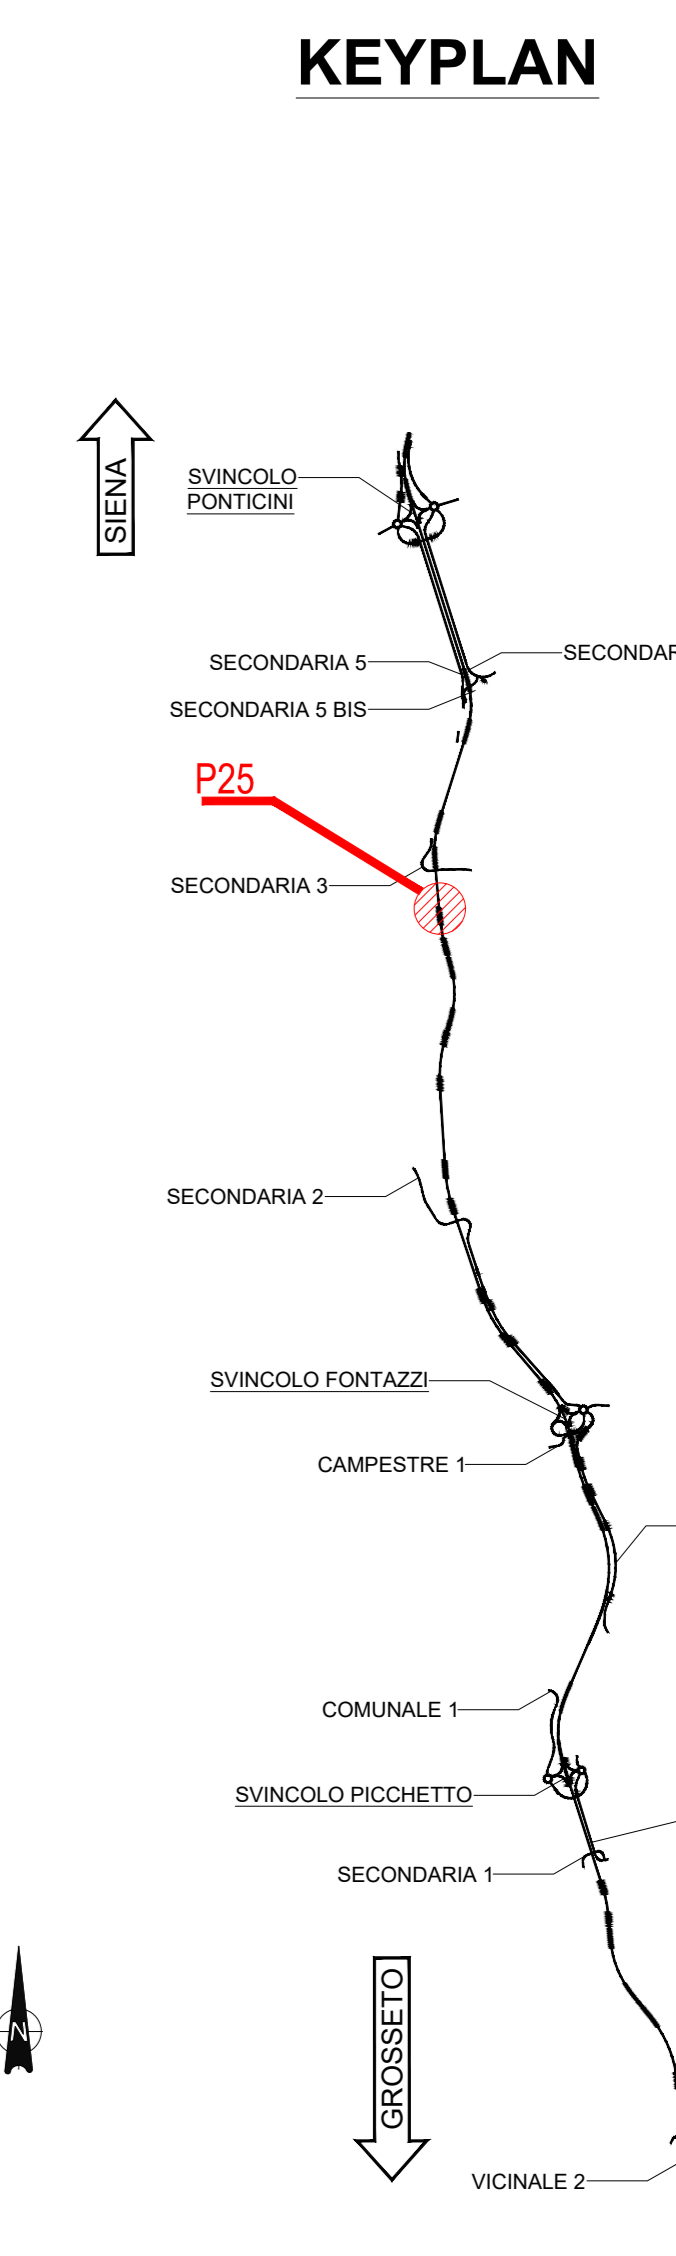 KEYPLAN
SIENA
SVINCOLO
PONTICINI
SECONDARIA 5
SECONDARIA 5 BIS
P25
SECONDARIA 3
SECONDARIA 2
SVINCOLO FONTAZZI
CAMPESTRE 1
COMUNALE 1
SVINCOLO PICCHETTO
SECONDARIA 1
GROSSETO
N
VICINALE 2